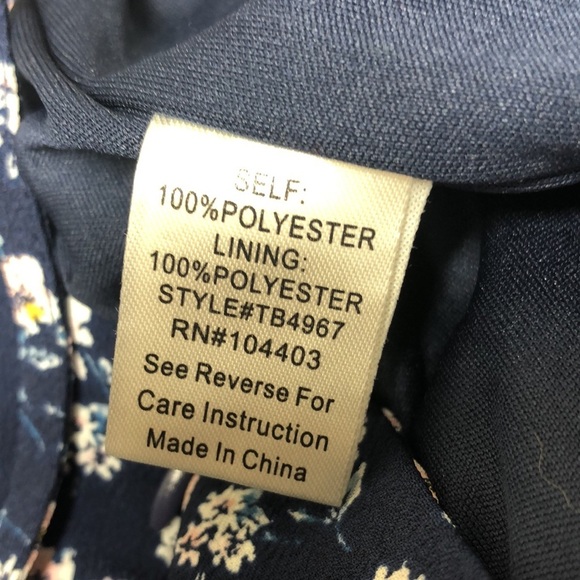 SELF:
100%POLYESTER
LINING:
100%POLYESTER
STYLE#TB4967
RN#104403
See Reverse For
Care Instruction
Made In China